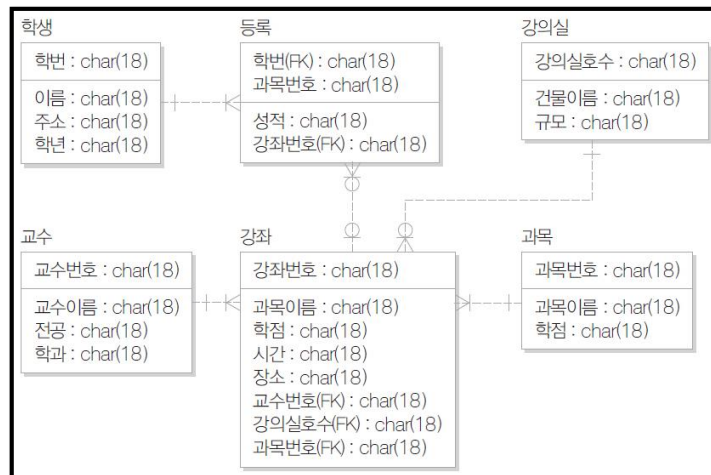 학생
학번 : char(18)
이름 : char(18)
주소 : char(18)
학년 : char(18)
등록
학번(FK) : char(18)
과목번호 : char(18)
성적 : char(18)
강좌번호(FK) : char(18)
강의실
강의실호수 : char(18)
건물이름 : char(18)
규모 : char(18)
교수
교수번호 : char(18)
교수이름 : char(18)
전공 : char(18)
학과 : char(18)
강좌
강좌번호 : char(18)
과목이름 : char(18)
학점 : char(18)
시간 : char(18)
장소 : char(18)
교수번호(FK) : char(18)
강의실호수(FK) : char(18)
과목번호(FK) : char(18)
과목
과목번호 : char(18)
과목이름 : char(18)
학점 : char(18)